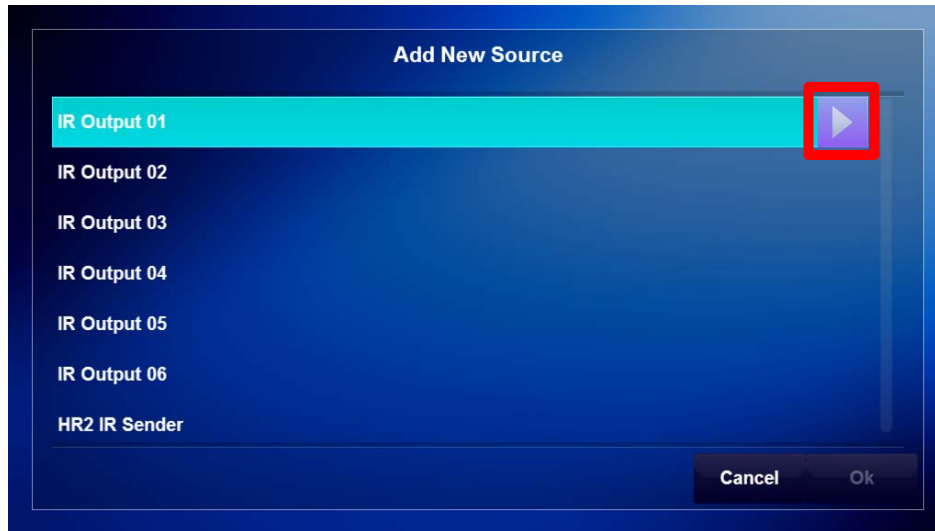 Add New Source
IR Output 01
IR Output 02
IR Output 03
IR Output 04
IR Output 05
IR Output 06
HR2 IR Sender
Cancel Ok